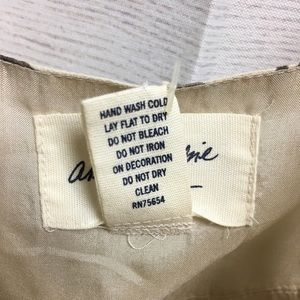 HAND WASH COLD
LAY FLAT TO DRY
DO NOT BLEACH
DO NOT IRON
ON DECORATION
DO NOT DRY
CLEAN
RN75654